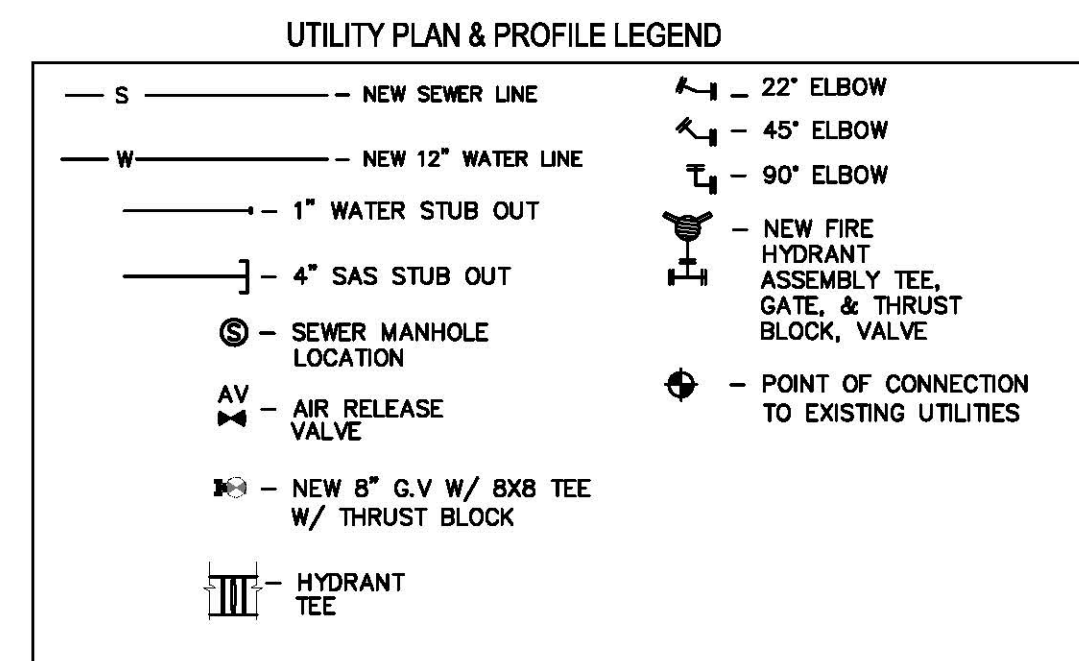 UTILITY PLAN & PROFILE LEGEND
S – NEW SEWER LINE
W – NEW 12" WATER LINE
– 1" WATER STUB OUT
– 4" SAS STUB OUT
S – SEWER MANHOLE
LOCATION
AV
– AIR RELEASE
VALVE
– NEW 8" G.V W/ 8X8 TEE
W/ THRUST BLOCK
– HYDRANT
TEE
– 22° ELBOW
– 45° ELBOW
– 90° ELBOW
– NEW FIRE
HYDRANT
ASSEMBLY TEE,
GATE, & THRUST
BLOCK, VALVE
– POINT OF CONNECTION
TO EXISTING UTILITIES